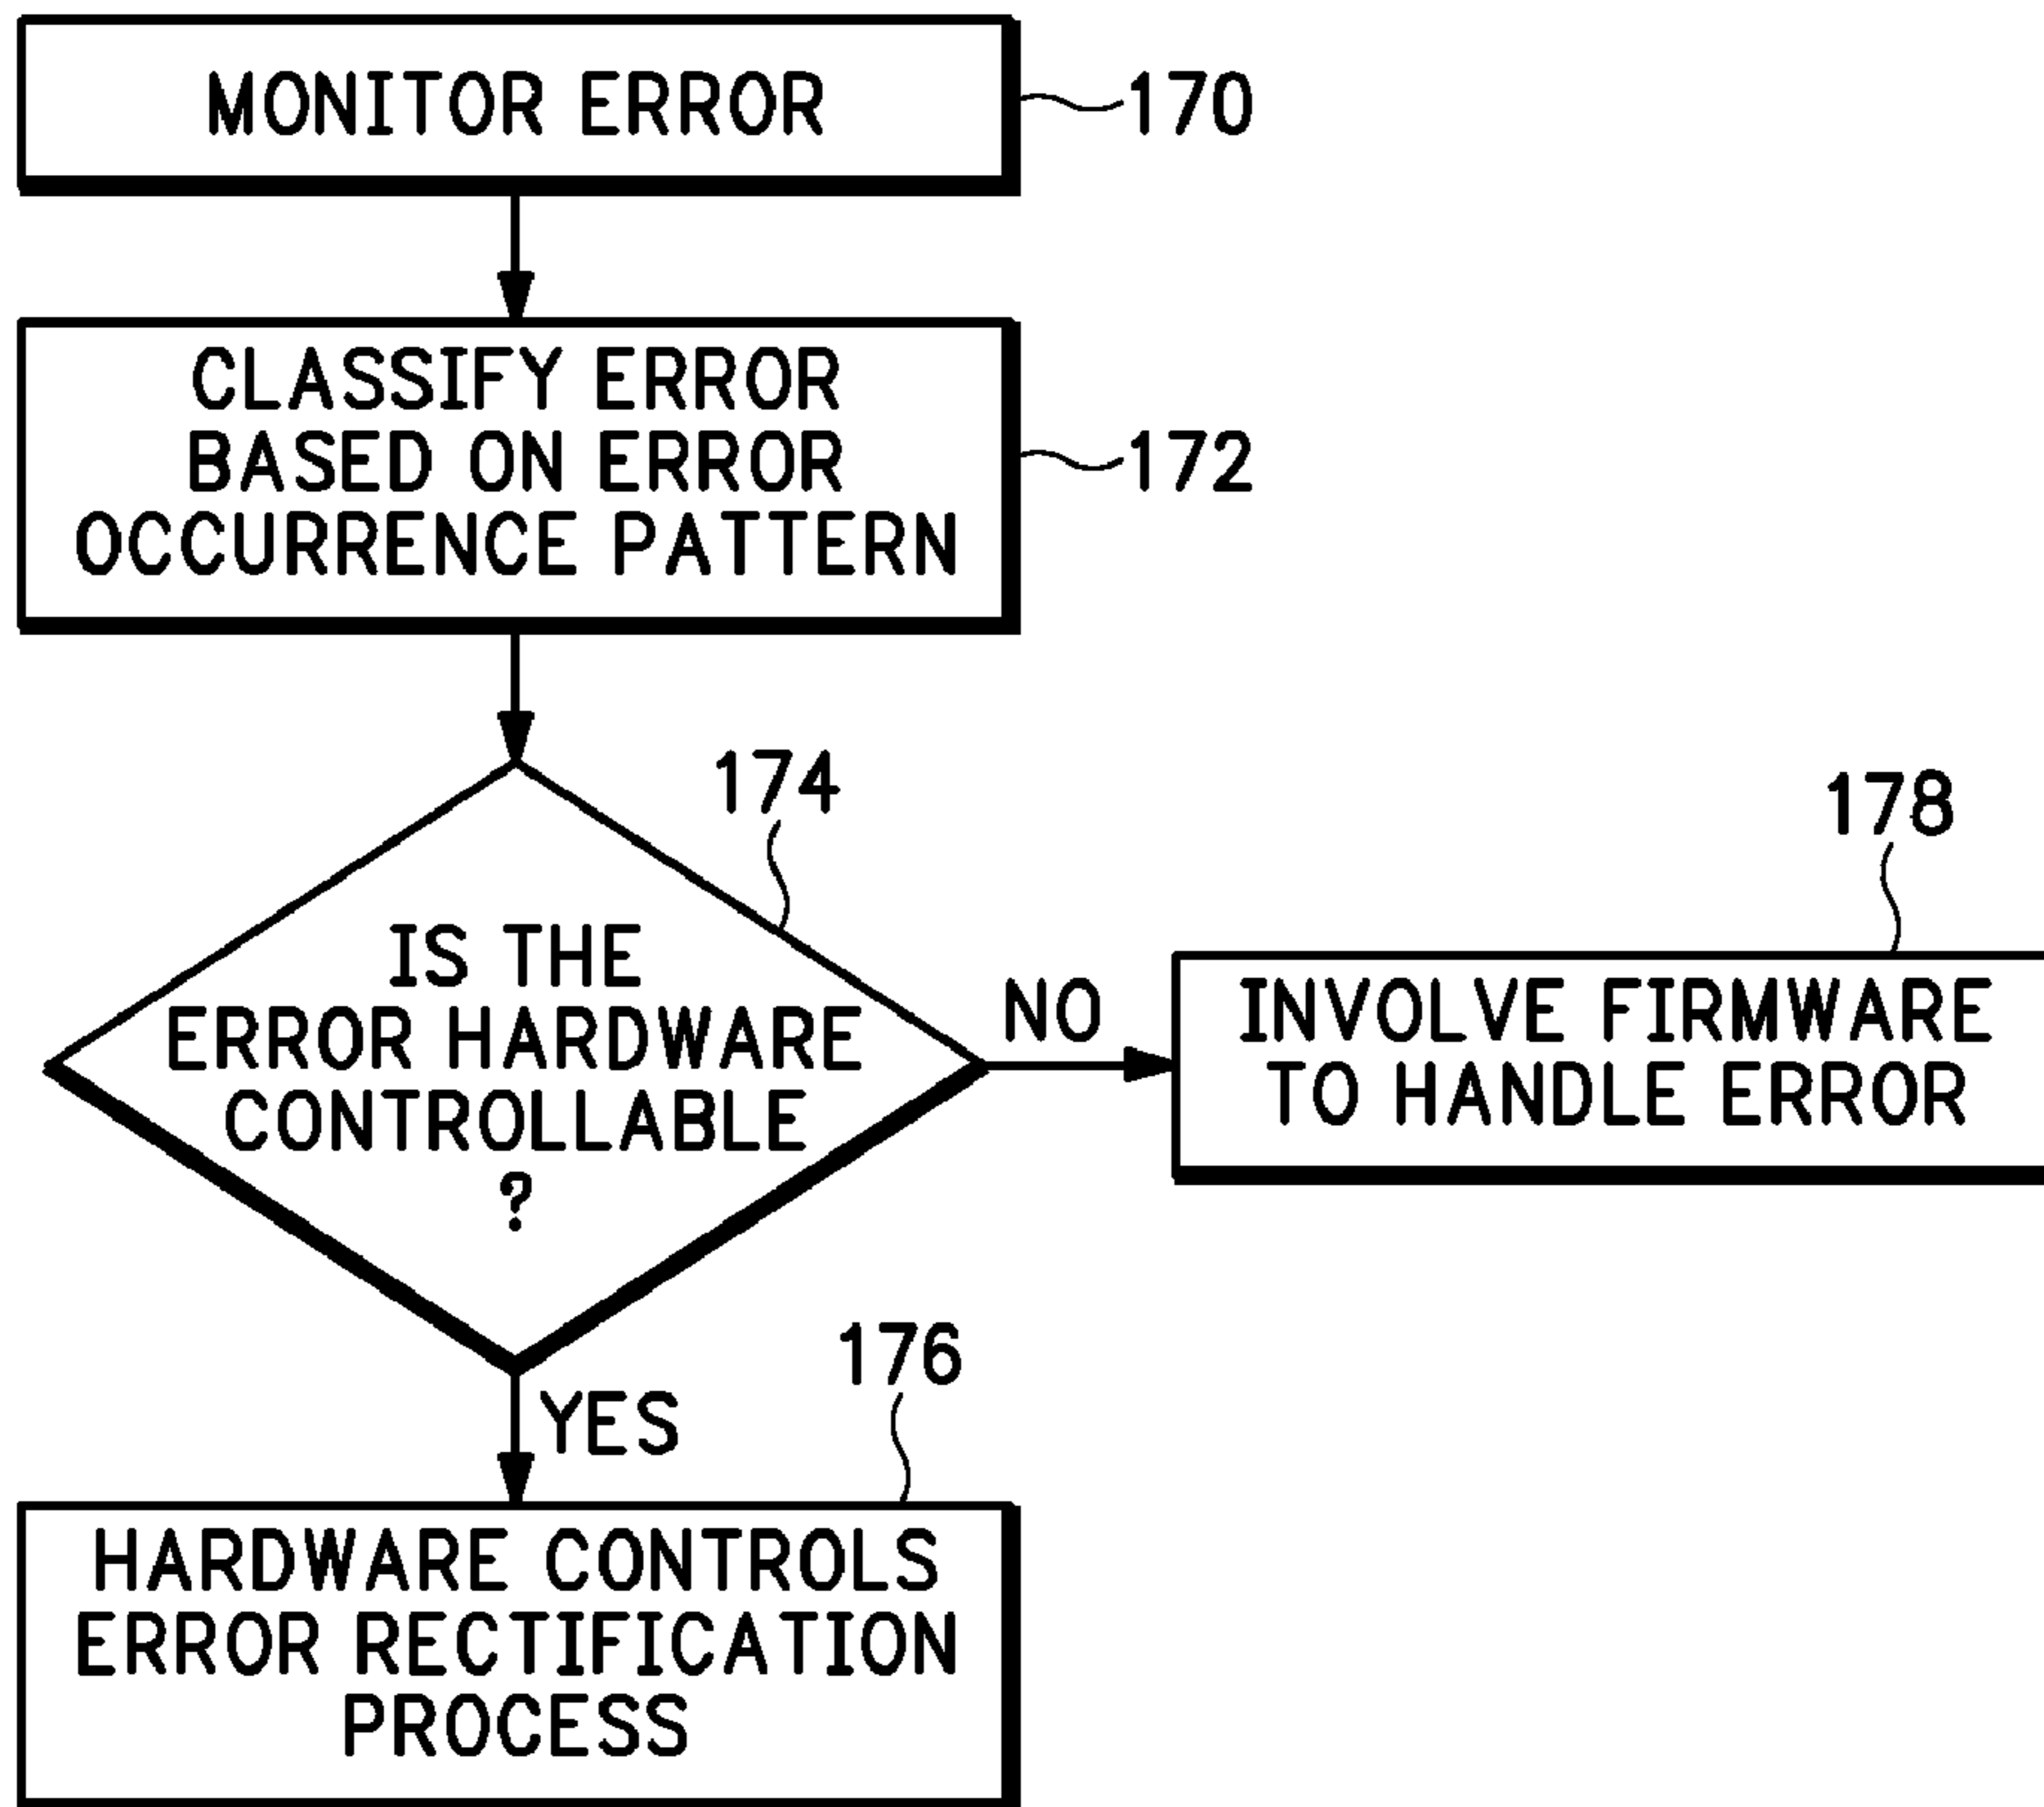 MONITOR ERROR
170
CLASSIFY ERROR
BASED ON ERROR
OCCURRENCE PATTERN
172
174
IS THE
ERROR HARDWARE
CONTROLLABLE
?
NO
178
INVOLVE FIRMWARE
TO HANDLE ERROR
YES
176
HARDWARE CONTROLS
ERROR RECTIFICATION
PROCESS